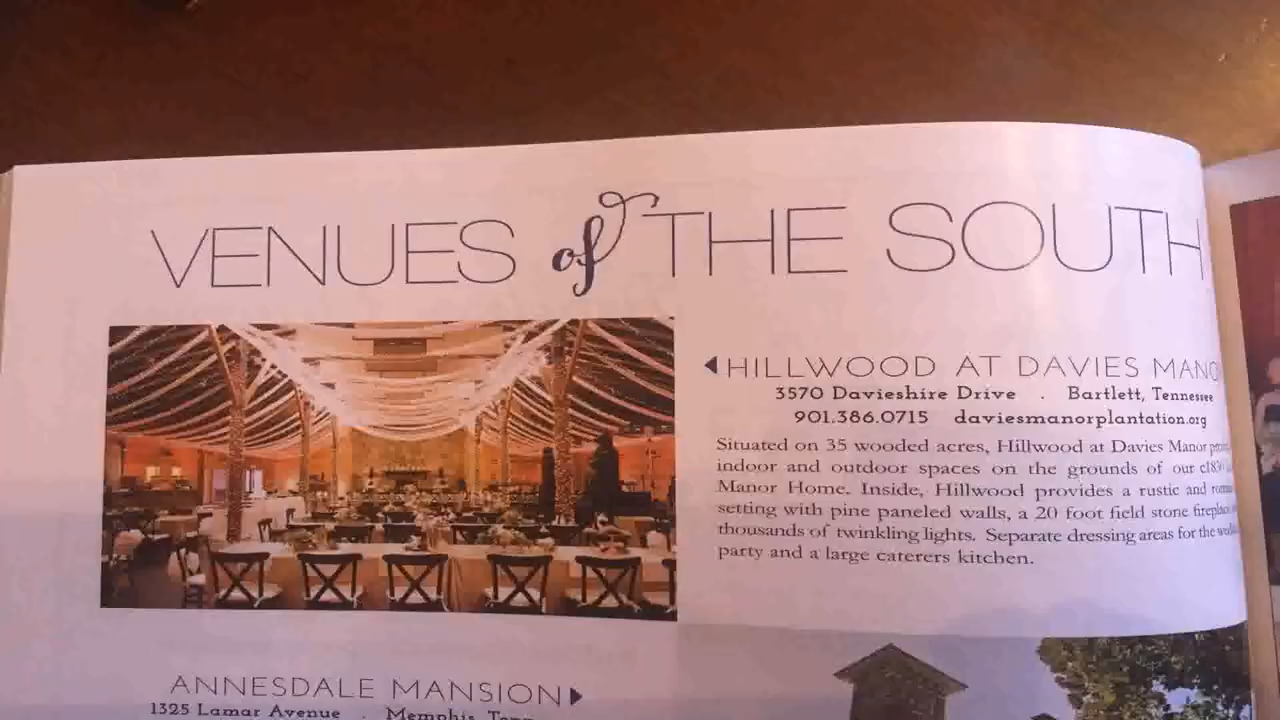 VENUES of THE SOUTH
HILLWOOD AT DAVIES
3570 Davieshire Drive . Bartlett, Tennessee
901.386.0715 daviesmanorplantation.org
Situated on 35 wooded acres, Hillwood at Davies Manor
indoor and outdoor spaces on the grounds of our
Manor Home. Inside, Hillwood provides a rustic and
setting with pine paneled walls, a 20 foot field stone
thousands of twinkling lights. Separate dressing areas for the
party and a large caterers kitchen.
ANNESDALE MANSION
1325 Lamar Avenue . Memphis,